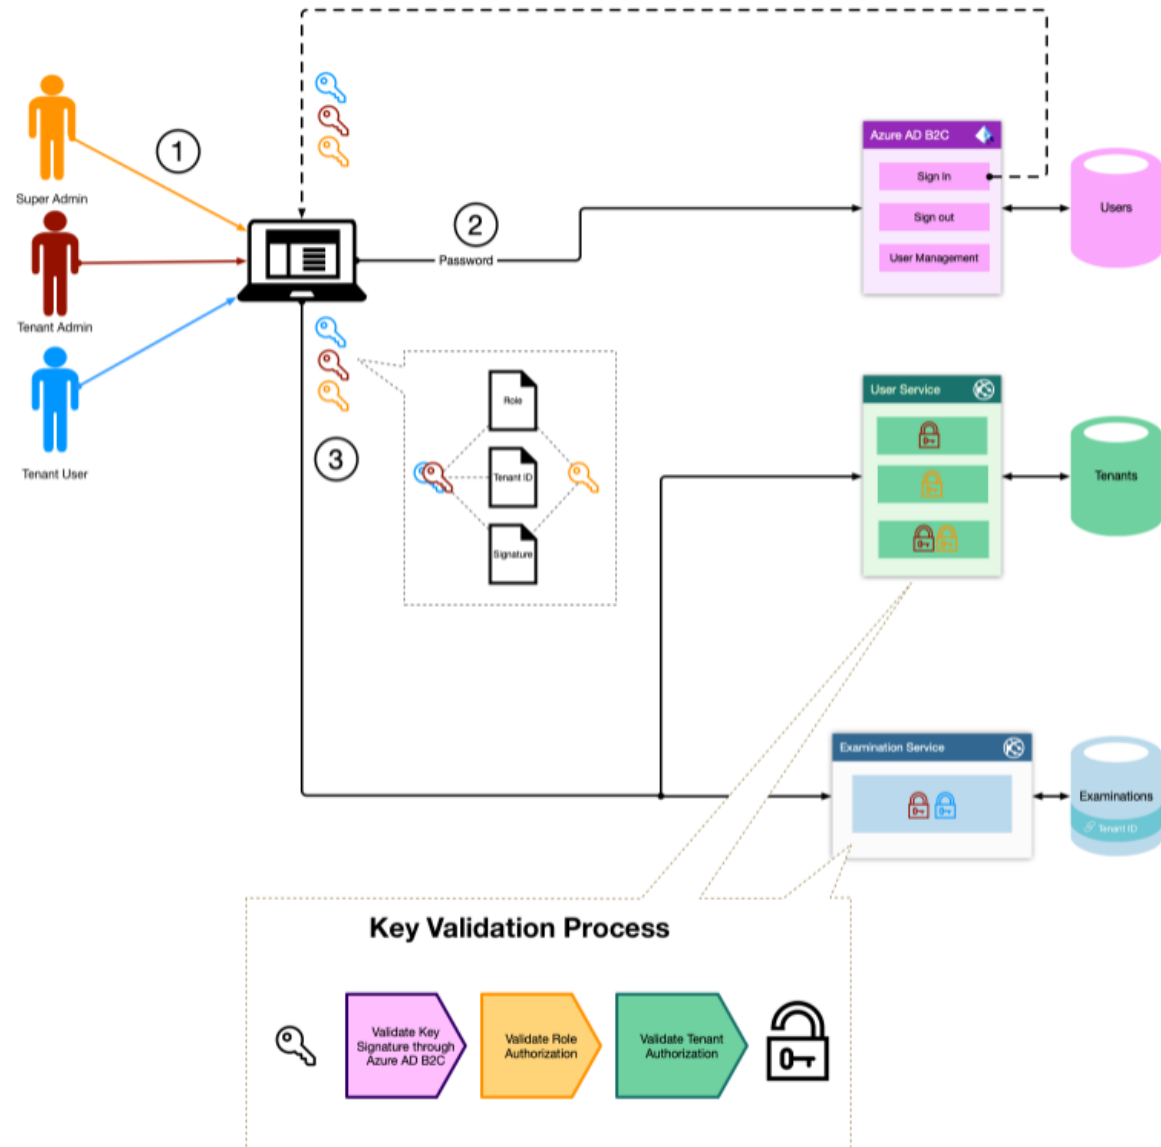 1
Super Admin
Tenant Admin
Tenant User
2
Password
3
Azure AD B2C
Sign In
Sign out
User Management
Users
Role
Tenant ID
Signature
User Service
Tenants
Examination Service
Examinations
Tenant ID
Key Validation Process
Validate Key
Signature through
Azure AD B2C
Validate Role
Authorization
Validate Tenant
Authorization